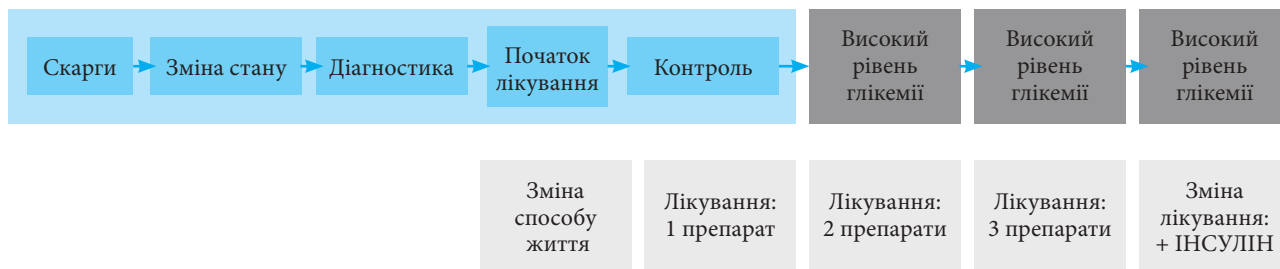 Скарги
Зміна стану
Діагностика
Початок
лікування
Контроль
Високий
рівень
глікемії
Високий
рівень
глікемії
Високий
рівень
глікемії
Зміна
способу
життя
Лікування:
1 препарат
Лікування:
2 препарати
Лікування:
3 препарати
Зміна
лікування:
+ ІНСУЛІН